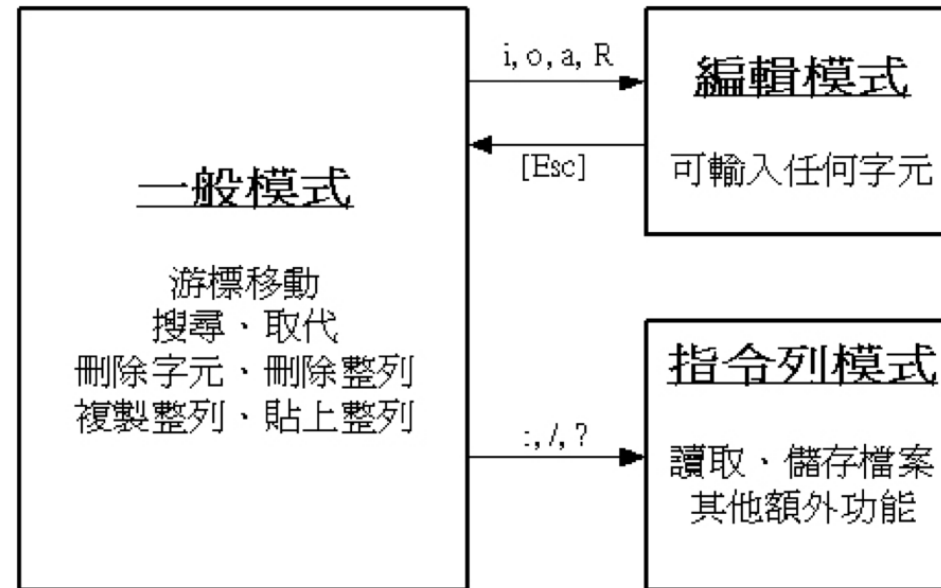 一般模式
游標移動
搜尋、取代
刪除字元、刪除整列
複製整列、貼上整列
i, o, a, R
[Esc]
編輯模式
可輸入任何字元
:, /, ?
指令列模式
讀取、儲存檔案
其他額外功能